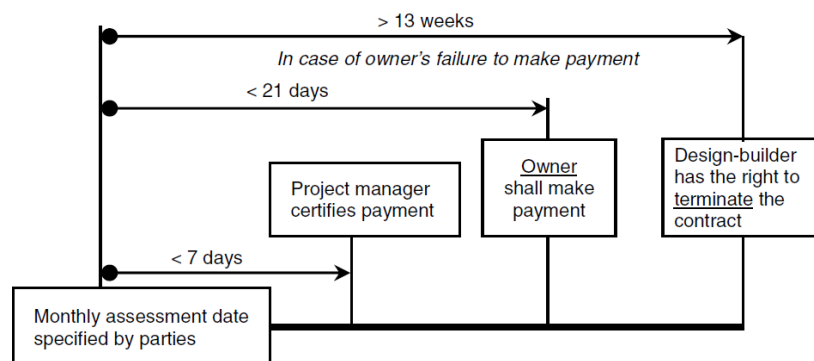 > 13 weeks
In case of owner's failure to make payment
< 21 days
Project manager
certifies payment
Owner
shall make
payment
Design-builder
has the right to
terminate the
contract
< 7 days
Monthly assessment date
specified by parties